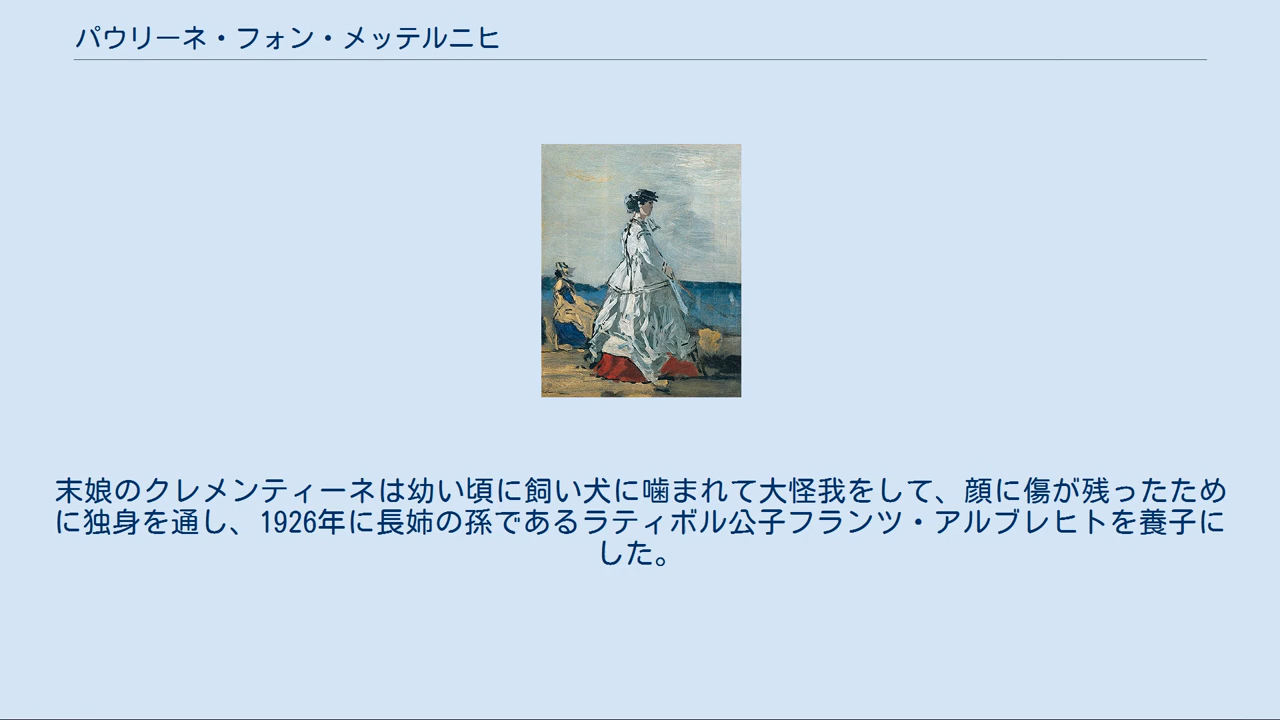 パウリーネ・フォン・メッテルニヒ
末娘のクレメンティーネは幼い頃に飼い犬に噛まれて大怪我をして、顔に傷が残ったため
に独身を通し、1926年に長姉の孫であるラティボル公子フランツ・アルブレヒトを養子に
した。